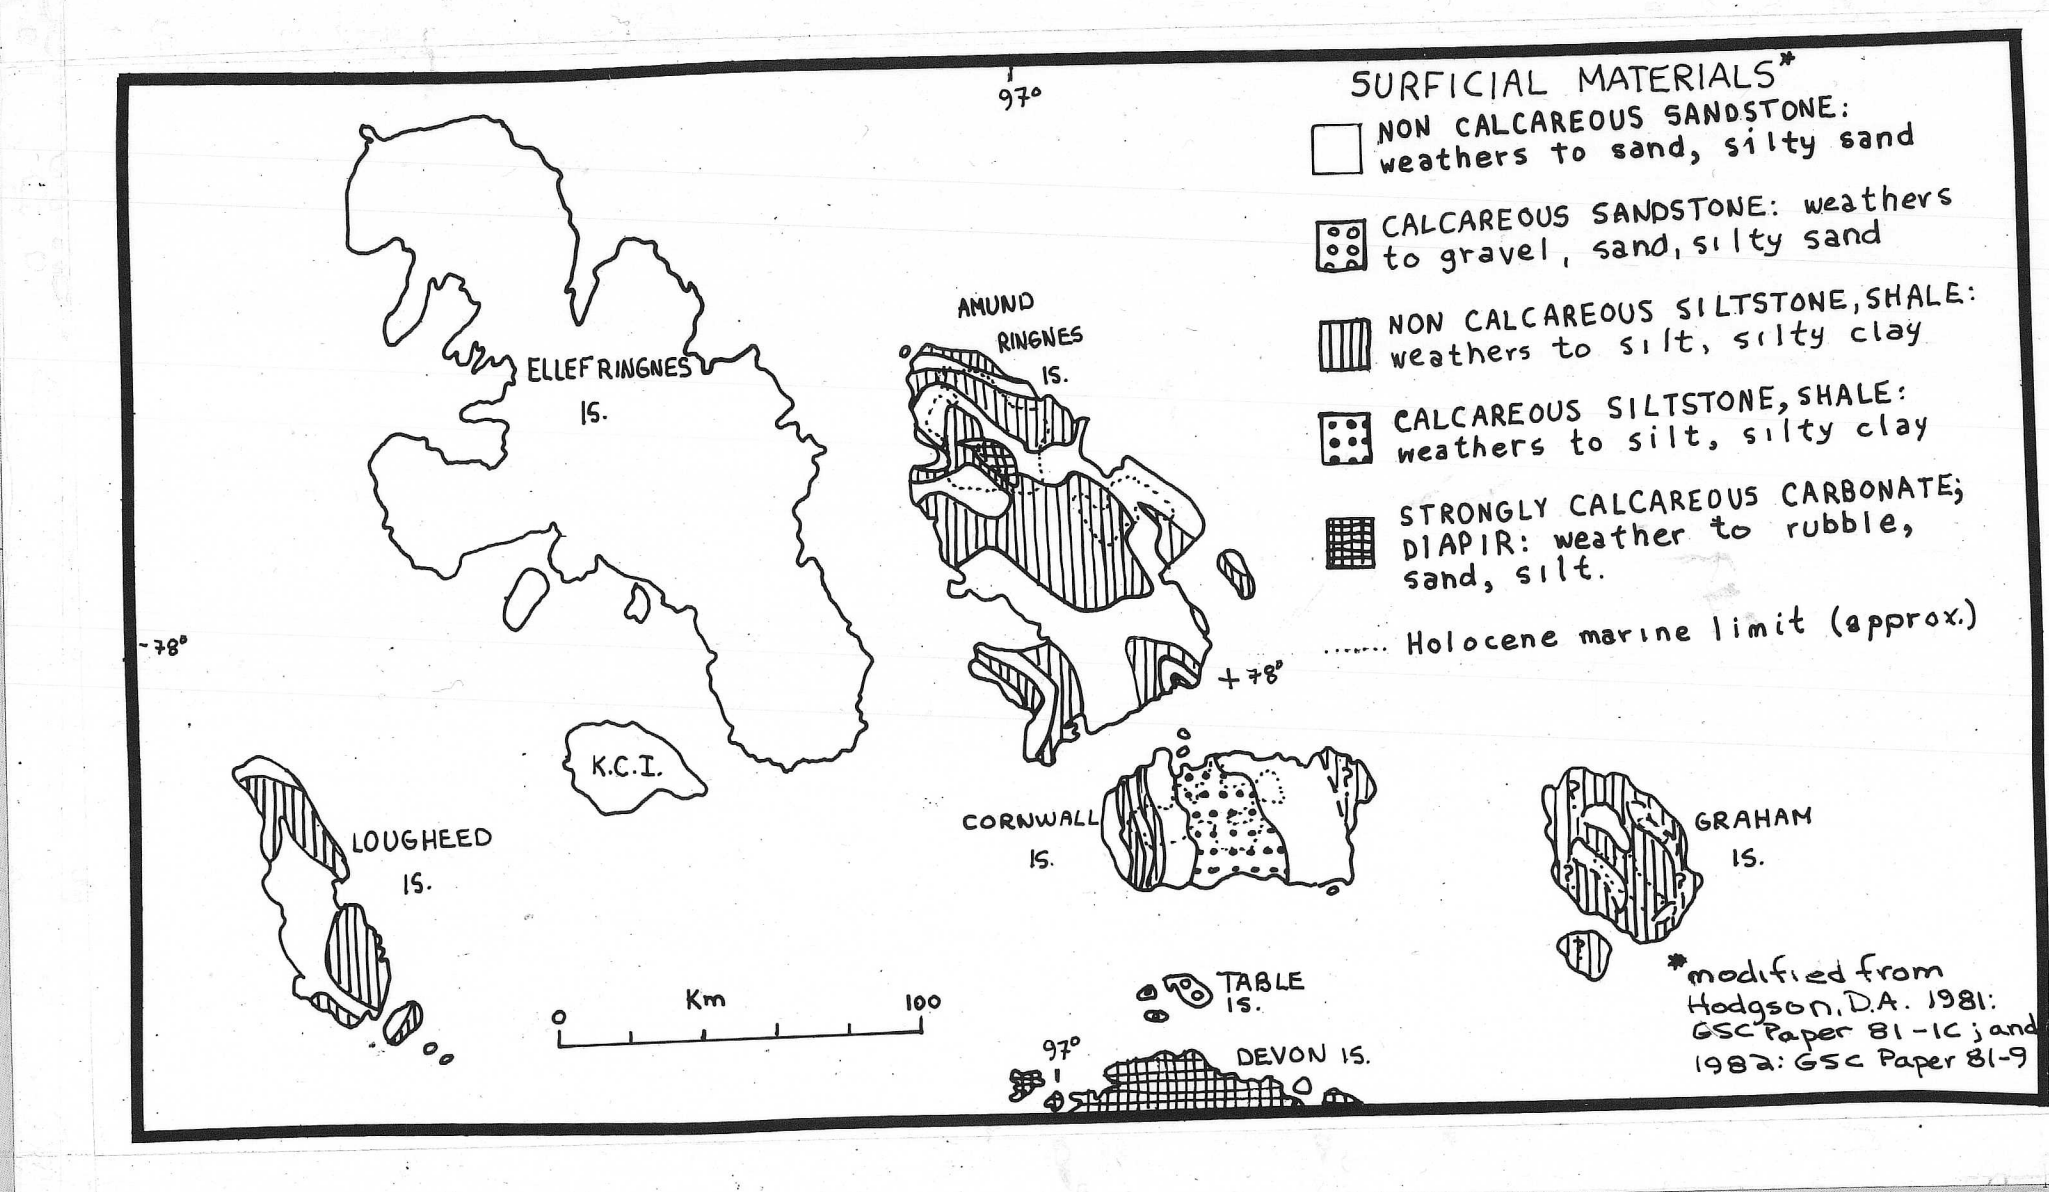 97°
SURFICIAL MATERIALS*
NON CALCAREOUS SANDSTONE:
weathers to sand, silty sand
CALCAREOUS SANDSTONE: weathers
to gravel, sand, silty sand
NON CALCAREOUS SILTSTONE, SHALE:
weathers to silt, silty clay
CALCAREOUS SILTSTONE, SHALE:
weathers to silt, silty clay
STRONGLY CALCAREOUS CARBONATE;
DIAPIR: weather to rubble,
sand, silt.
Holocene marine limit (approx.)
AMUND
RINGNES
IS.
ELLEF RINGNES
IS.
-78°
+78°
K.C.I.
LOUGHEED
IS.
CORNWALL
IS.
?
GRAHAM
IS.
?
?
?
?
TABLE
IS.
Km
0 100
97°
DEVON IS.
*modified from
Hodgson, D.A. 1981:
GSC Paper 81-1C; and
1982: GSC Paper 81-9